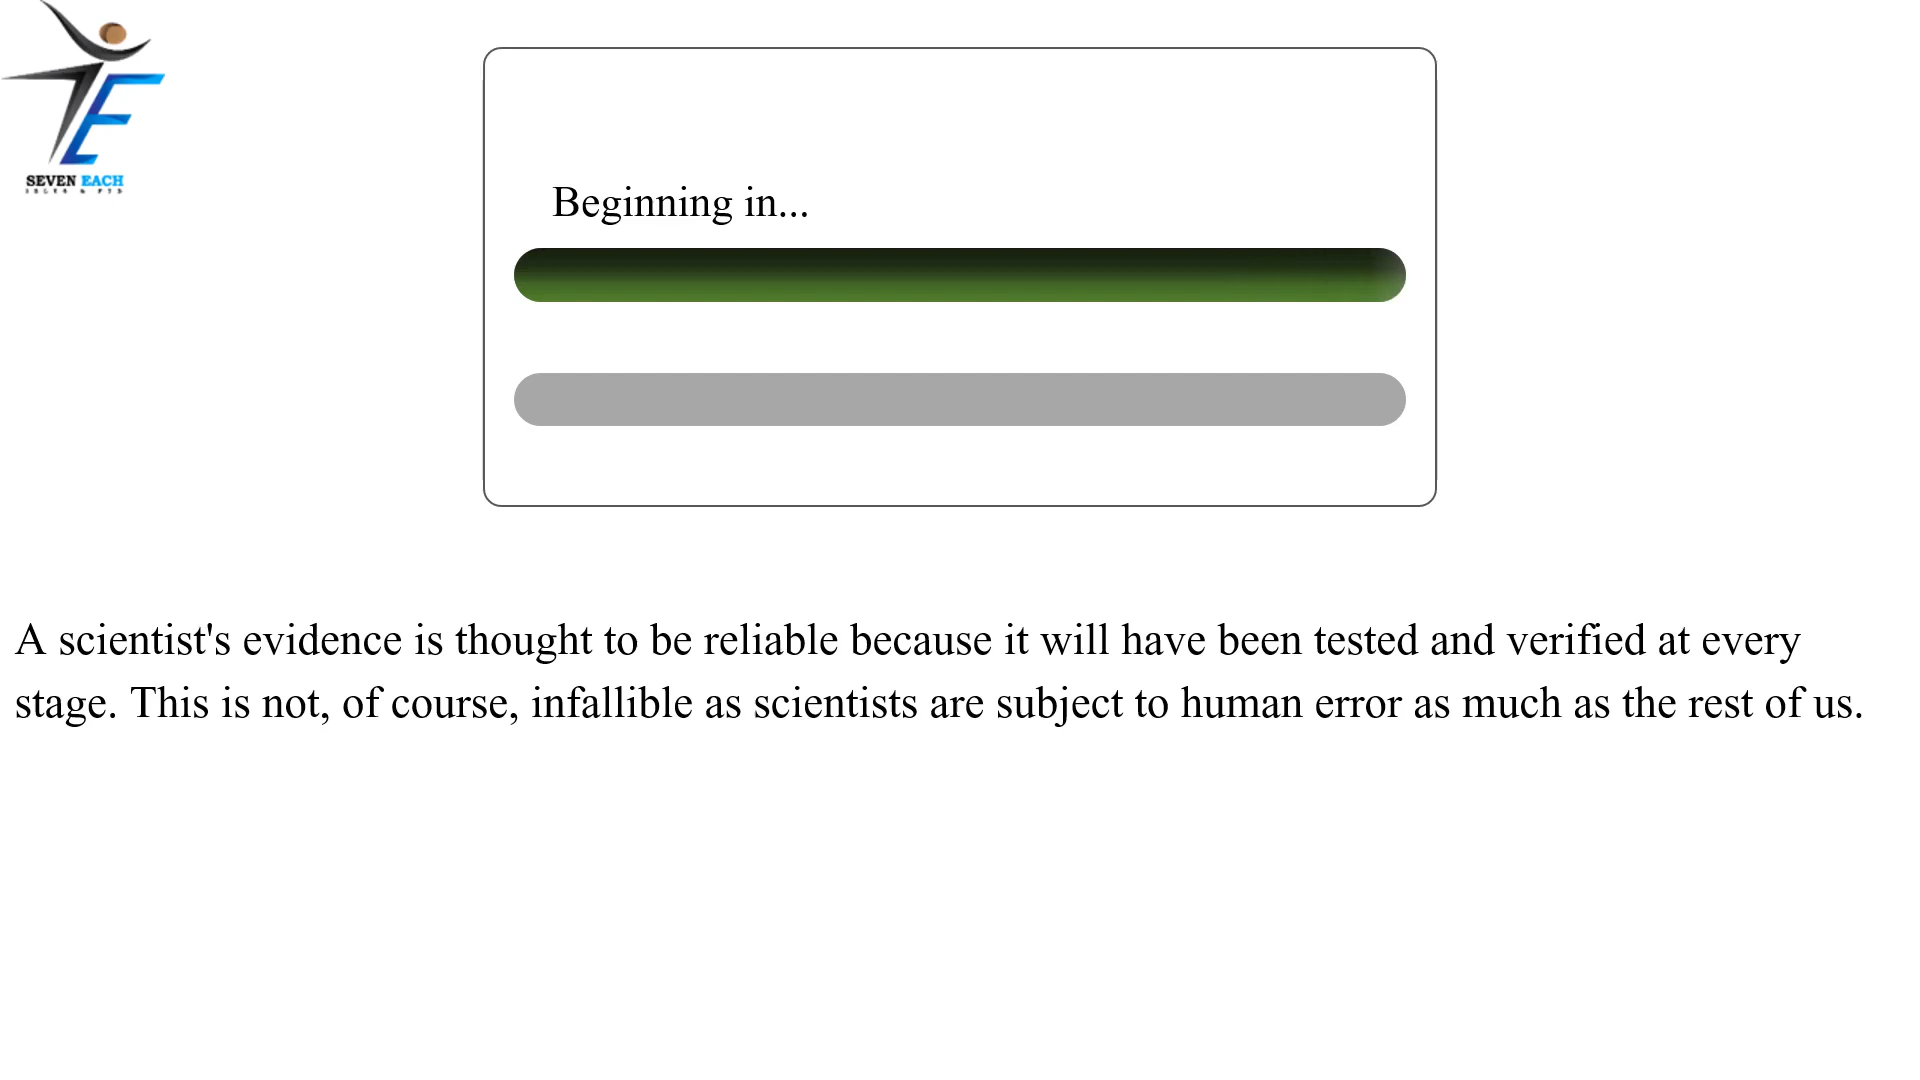 SEVEN EACH
Beginning in...
A scientist's evidence is thought to be reliable because it will have been tested and verified at every
stage. This is not, of course, infallible as scientists are subject to human error as much as the rest of us.